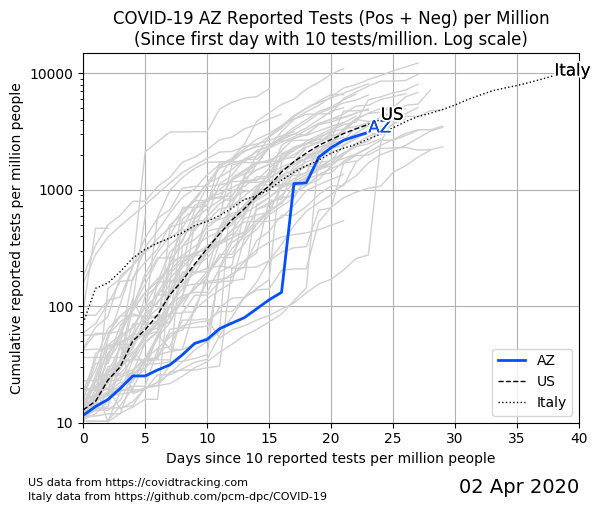 COVID-19 AZ Reported Tests (Pos + Neg) per Million
(Since first day with 10 tests/million. Log scale)
Cumulative reported tests per million people
10000
1000
100
10
Italy
US
AZ
AZ
US
Italy
0 5 10 15 20 25 30 35 40
Days since 10 reported tests per million people
US data from https://covidtracking.com
Italy data from https://github.com/pcm-dpc/COVID-19
02 Apr 2020